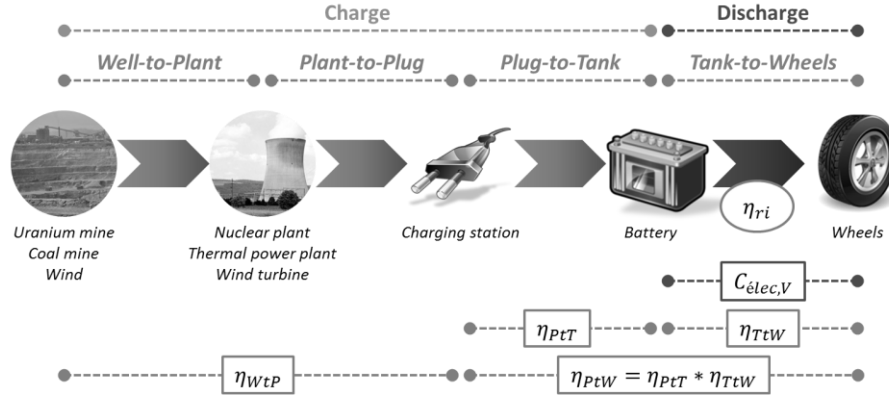 Charge
Discharge
Well-to-Plant
Plant-to-Plug
Plug-to-Tank
Tank-to-Wheels
Uranium mine
Coal mine
Wind
Nuclear plant
Thermal power plant
Wind turbine
Charging station
Battery
η_ri
Wheels
C_élec,V
η_PtT
η_TtW
η_WtP
η_PtW = η_PtT * η_TtW